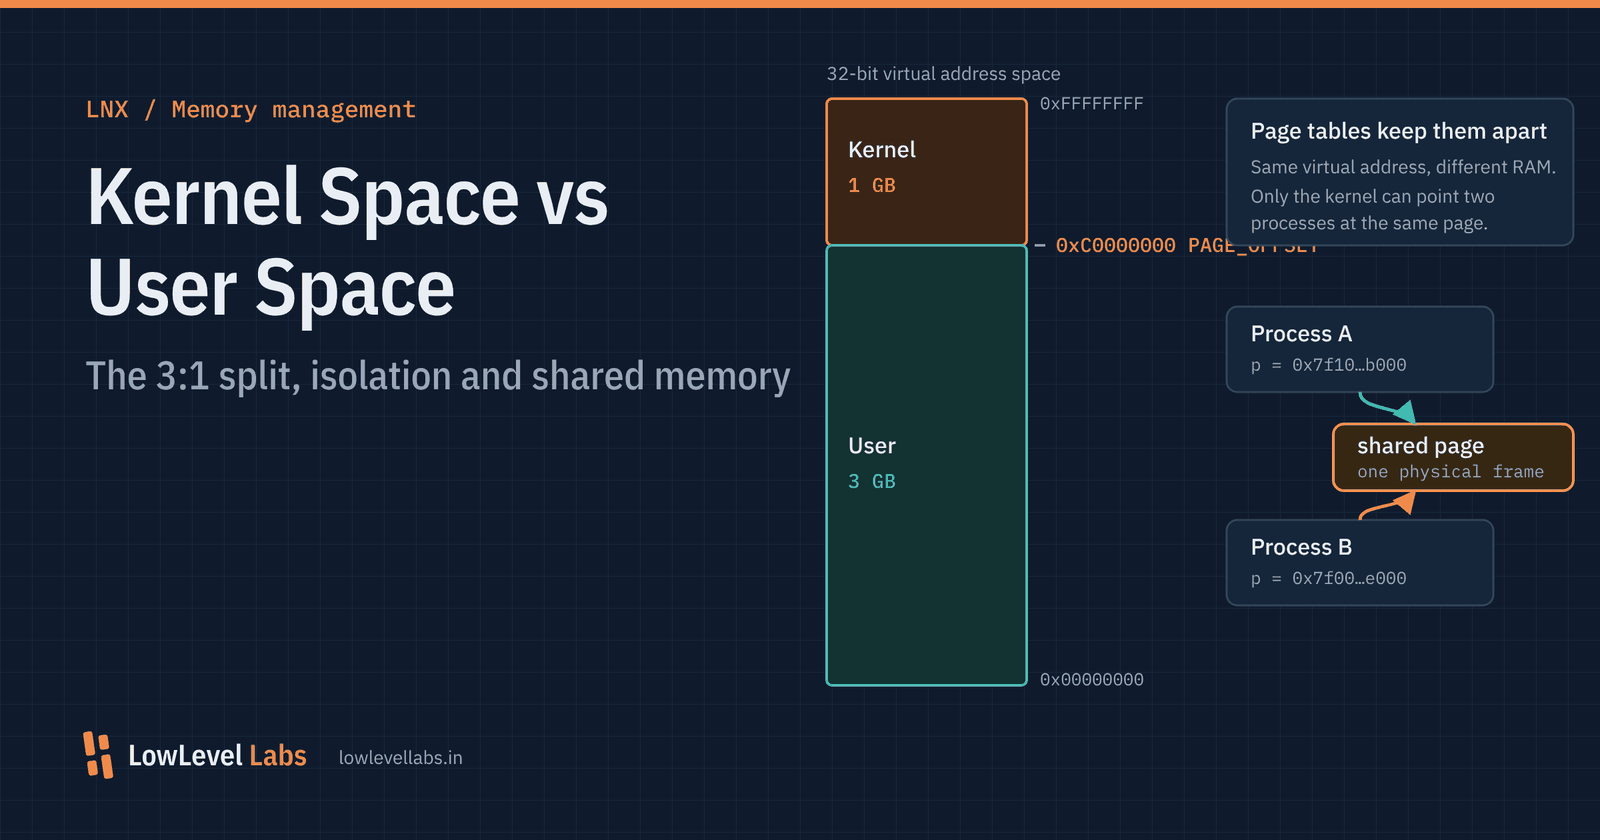 LNX / Memory management
Kernel Space vs
User Space
The 3:1 split, isolation and shared memory
32-bit virtual address space
0xFFFFFFFF
Kernel
1 GB
0xC0000000 PAGE_OFFSET
User
3 GB
0x00000000
Page tables keep them apart
Same virtual address, different RAM.
Only the kernel can point two
processes at the same page.
Process A
p = 0x7f10…b000
shared page
one physical frame
Process B
p = 0x7f00…e000
LowLevel Labs
lowlevellabs.in